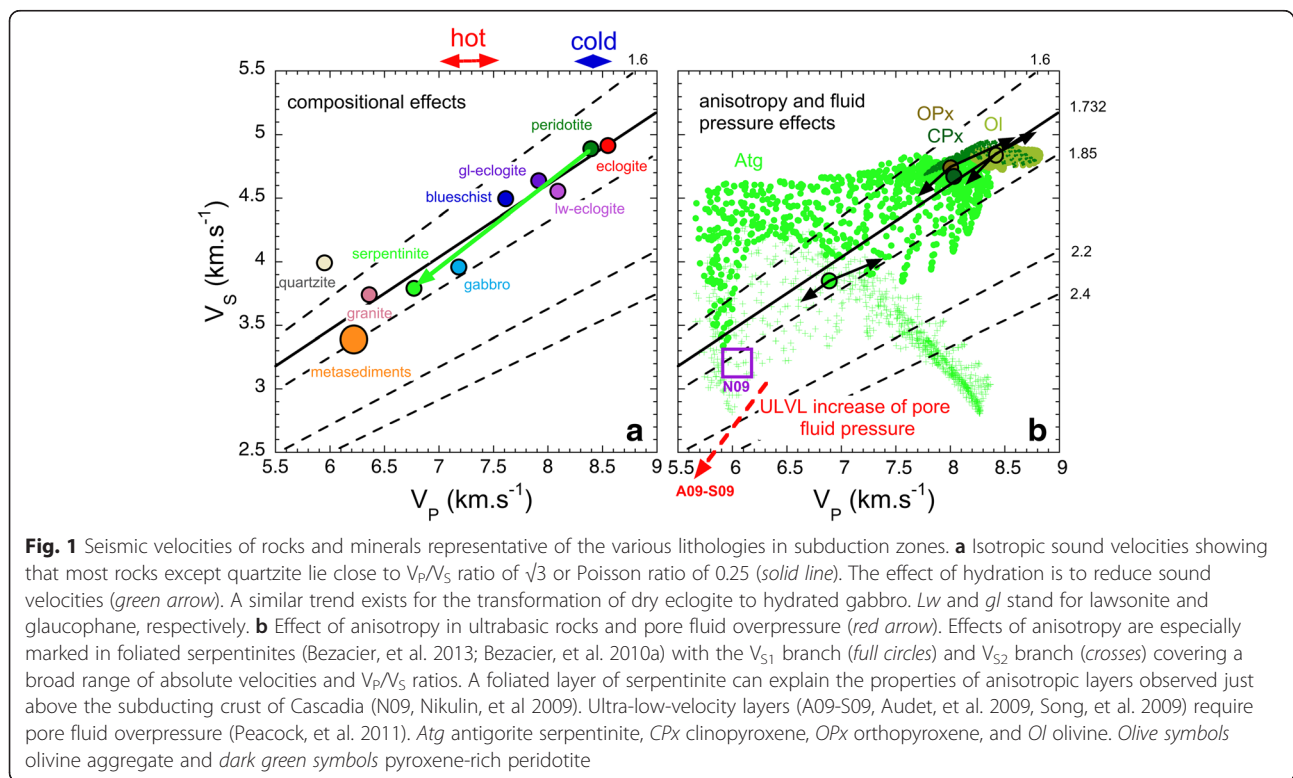 hot
cold
1.6
1.6
5.5
5
4.5
4
3.5
3
2.5
V_S (km.s⁻¹)
compositional effects
peridotite
gl-eclogite
eclogite
blueschist
lw-eclogite
serpentinite
quartzite
gabbro
granite
metasediments
a
5.5 6 6.5 7 7.5 8 8.5 9
V_P (km.s⁻¹)
anisotropy and fluid
pressure effects
OPx
CPx
Ol
Atg
1.732
1.85
2.2
2.4
N09
ULVL increase of pore
fluid pressure
b
A09-S09
5.5 6 6.5 7 7.5 8 8.5 9
V_P (km.s⁻¹)
Fig. 1 Seismic velocities of rocks and minerals representative of the various lithologies in subduction zones. a Isotropic sound velocities showing
that most rocks except quartzite lie close to V_P/V_S ratio of √3 or Poisson ratio of 0.25 (solid line). The effect of hydration is to reduce sound
velocities (green arrow). A similar trend exists for the transformation of dry eclogite to hydrated gabbro. Lw and gl stand for lawsonite and
glaucophane, respectively. b Effect of anisotropy in ultrabasic rocks and pore fluid overpressure (red arrow). Effects of anisotropy are especially
marked in foliated serpentinites (Bezacier, et al. 2013; Bezacier, et al. 2010a) with the V_S1 branch (full circles) and V_S2 branch (crosses) covering a
broad range of absolute velocities and V_P/V_S ratios. A foliated layer of serpentinite can explain the properties of anisotropic layers observed just
above the subducting crust of Cascadia (N09, Nikulin, et al 2009). Ultra-low-velocity layers (A09-S09, Audet, et al. 2009, Song, et al. 2009) require
pore fluid overpressure (Peacock, et al. 2011). Atg antigorite serpentinite, CPx clinopyroxene, OPx orthopyroxene, and Ol olivine. Olive symbols
olivine aggregate and dark green symbols pyroxene-rich peridotite